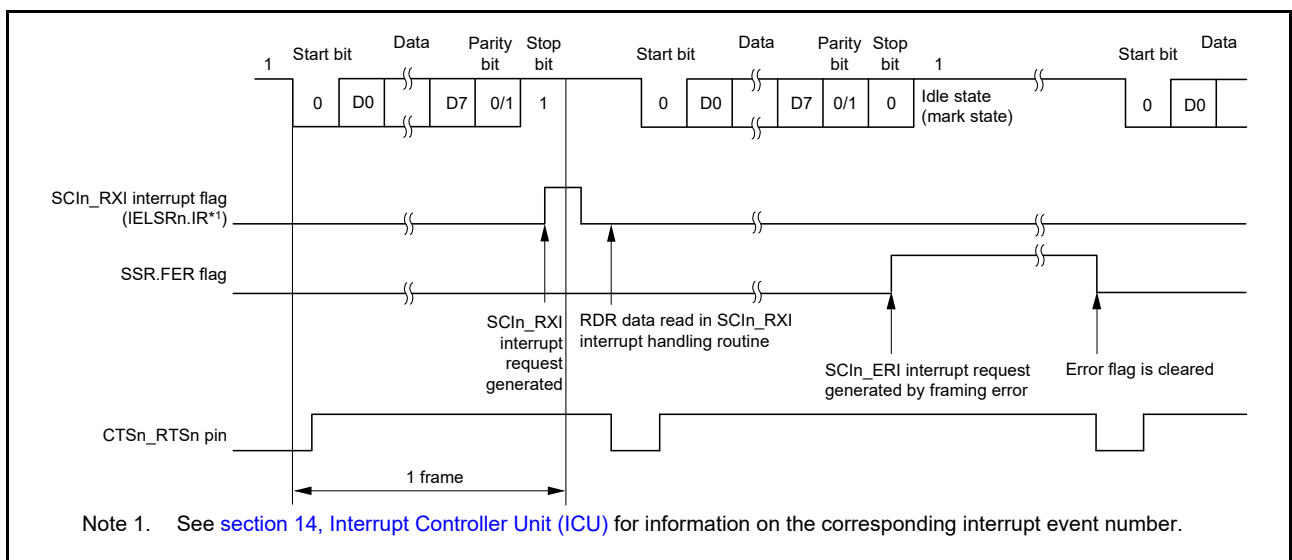 1 Start bit Data Parity bit Stop bit Start bit Data Parity bit Stop bit 1 Start bit Data
0 D0 D7 0/1 1 0 D0 D7 0/1 0 Idle state (mark state) 0 D0
SCIn_RXI interrupt flag
(IELSRn.IR*1)
SSR.FER flag
SCIn_RXI
interrupt
request
generated
RDR data read in SCIn_RXI
interrupt handling routine
SCIn_ERI interrupt request
generated by framing error
Error flag is cleared
CTSn_RTSn pin
1 frame
Note 1. See section 14, Interrupt Controller Unit (ICU) for information on the corresponding interrupt event number.